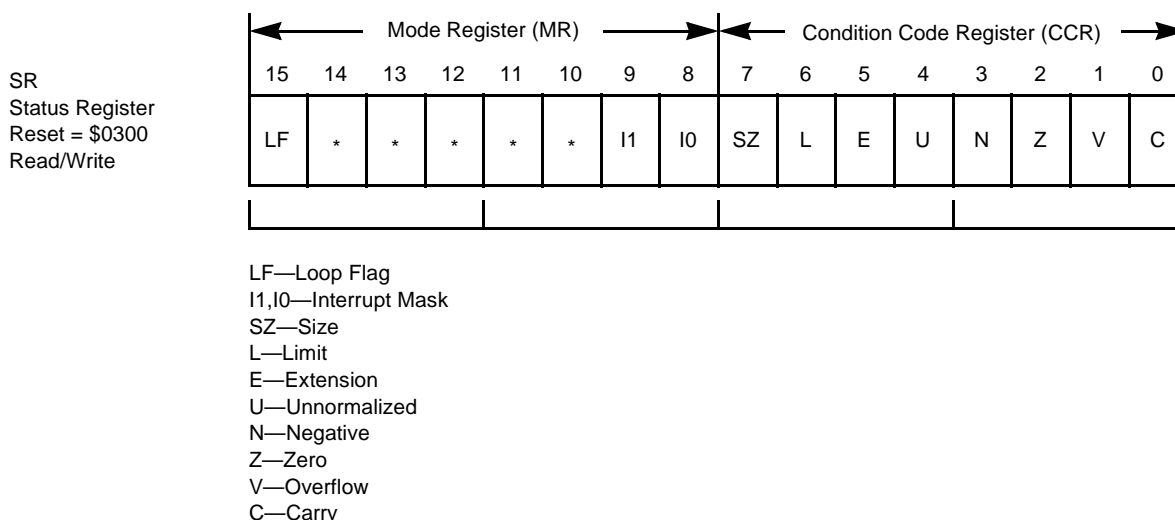 Mode Register (MR) Condition Code Register (CCR)
15 14 13 12 11 10 9 8 7 6 5 4 3 2 1 0
SR
Status Register
Reset = $0300
Read/Write
LF * * * * * I1 I0 SZ L E U N Z V C
LF—Loop Flag
I1,I0—Interrupt Mask
SZ—Size
L—Limit
E—Extension
U—Unnormalized
N—Negative
Z—Zero
V—Overflow
C—Carry